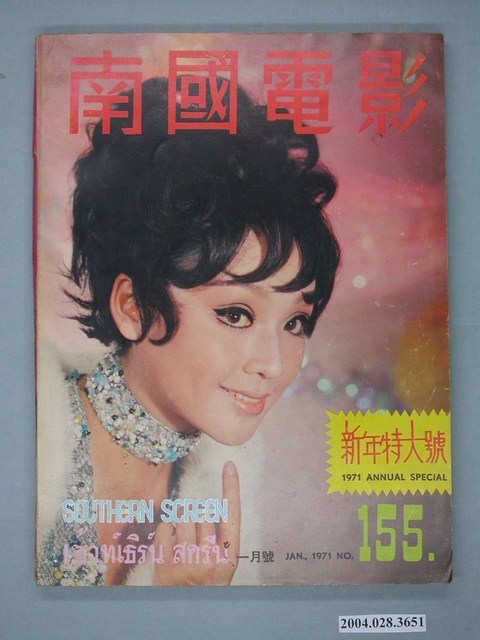 南國電影
新年特大號
1971 ANNUAL SPECIAL
SOUTHERN SCREEN
เซาท์เธิร์น สกรีน
一月號 JAN., 1971 NO. 155.
2004.028.3651